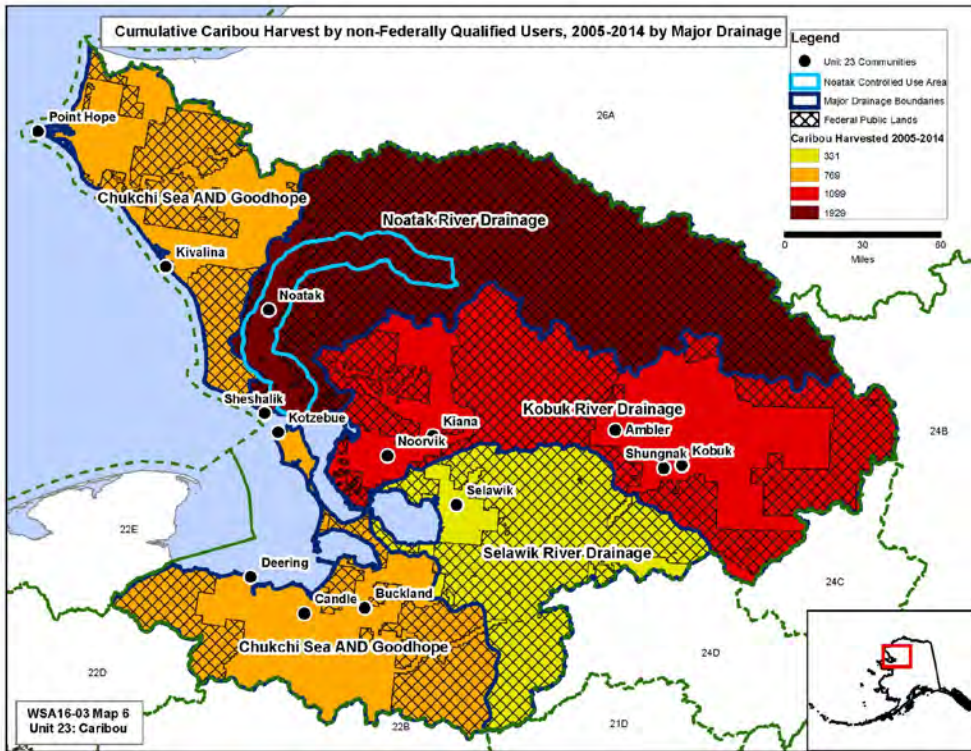 Cumulative Caribou Harvest by non-Federally Qualified Users, 2005-2014 by Major Drainage
Legend
Unit 23 Communities
Noatak Controlled Use Area
Major Drainage Boundaries
Federal Public Lands
Caribou Harvested 2005-2014
331
769
1099
1929
0 30 60
Miles
26A
Point Hope
Chukchi Sea AND Goodhope
Noatak River Drainage
Kivalina
Noatak
Sheshalik
Kotzebue
Kiana
Kobuk River Drainage
Ambler
Noorvik
Shungnak
Kobuk
24B
Selawik
22E
Selawik River Drainage
Deering
Candle
Buckland
24C
Chukchi Sea AND Goodhope
22D
24D
22B
21D
WSA16-03 Map 6
Unit 23: Caribou